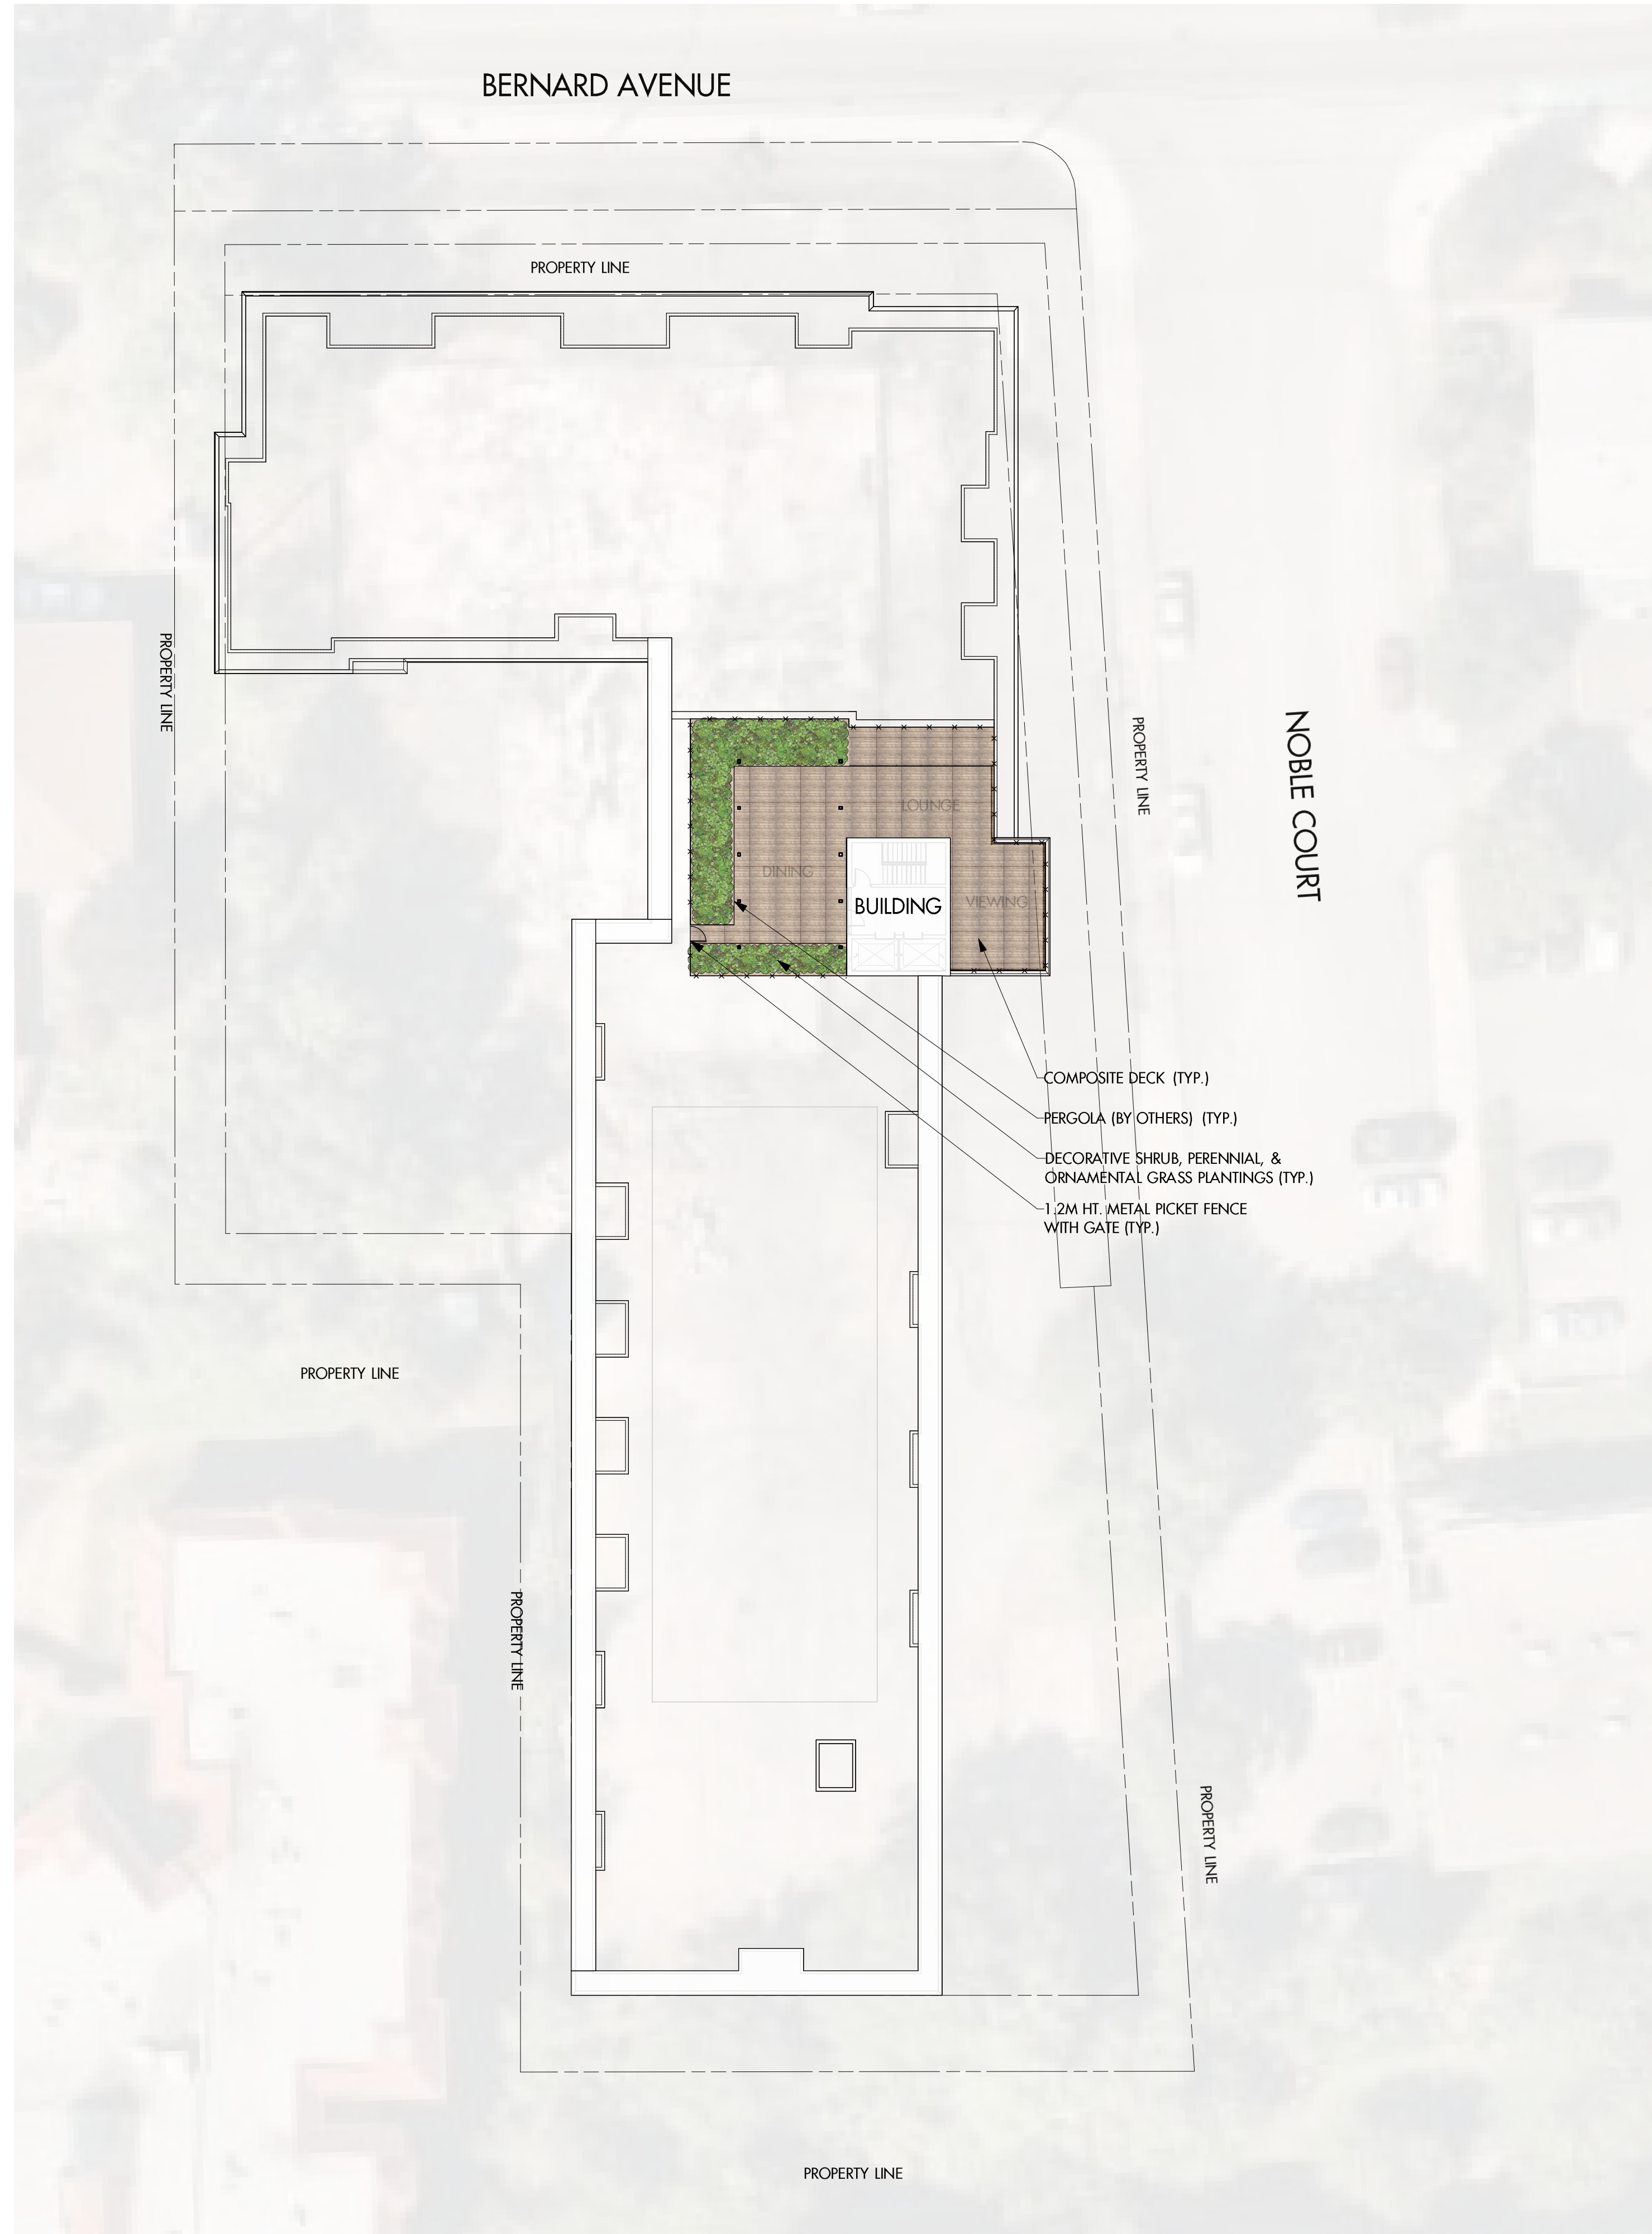 BERNARD AVENUE
PROPERTY LINE
PROPERTY LINE
PROPERTY LINE
NOBLE COURT
LOUNGE
DINING
BUILDING
VIEWING
COMPOSITE DECK (TYP.)
PERGOLA (BY OTHERS) (TYP.)
DECORATIVE SHRUB, PERENNIAL, &
ORNAMENTAL GRASS PLANTINGS (TYP.)
1.2M HT. METAL PICKET FENCE
WITH GATE (TYP.)
PROPERTY LINE
PROPERTY LINE
PROPERTY LINE
PROPERTY LINE